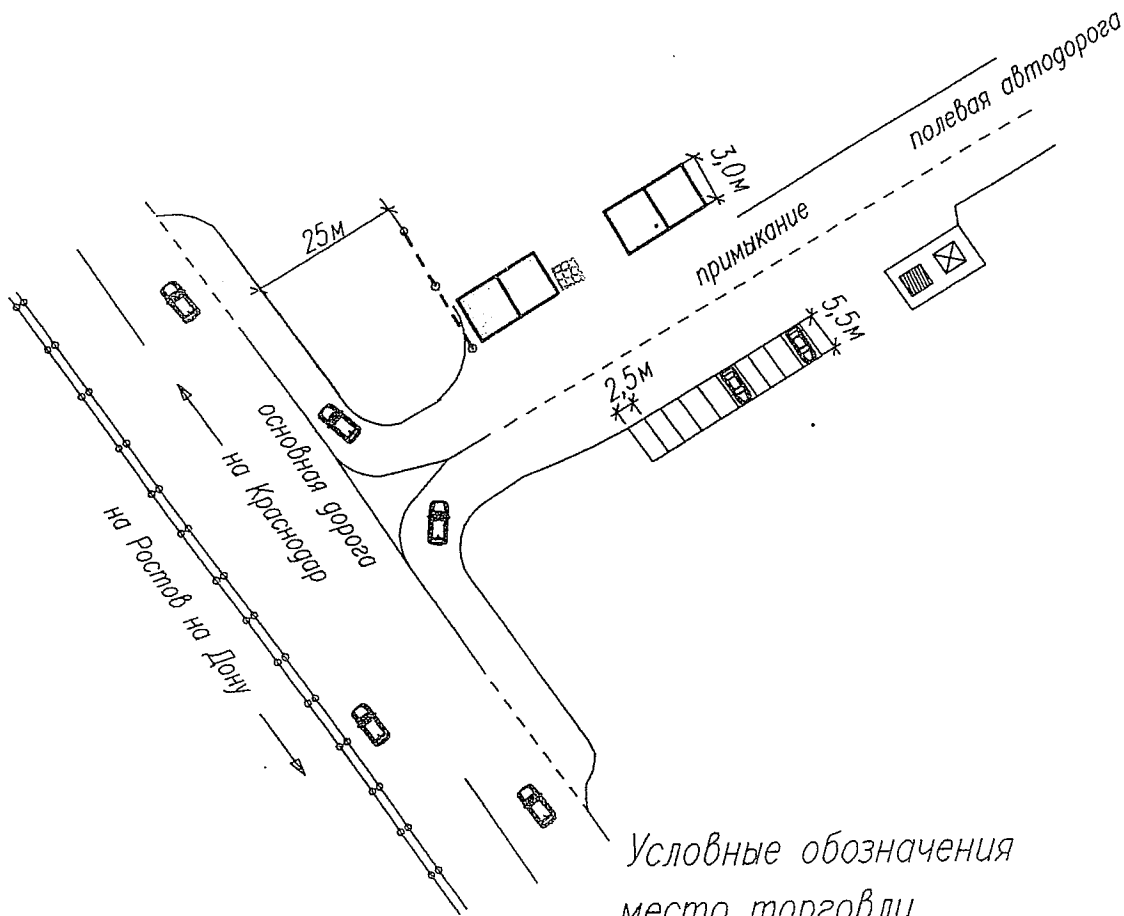 полевая автодорога
3,0м
25м
примыкание
5,5м
2,5м
основная дорога
на Краснодар
на Ростов на Дону
Условные обозначения
место торговли